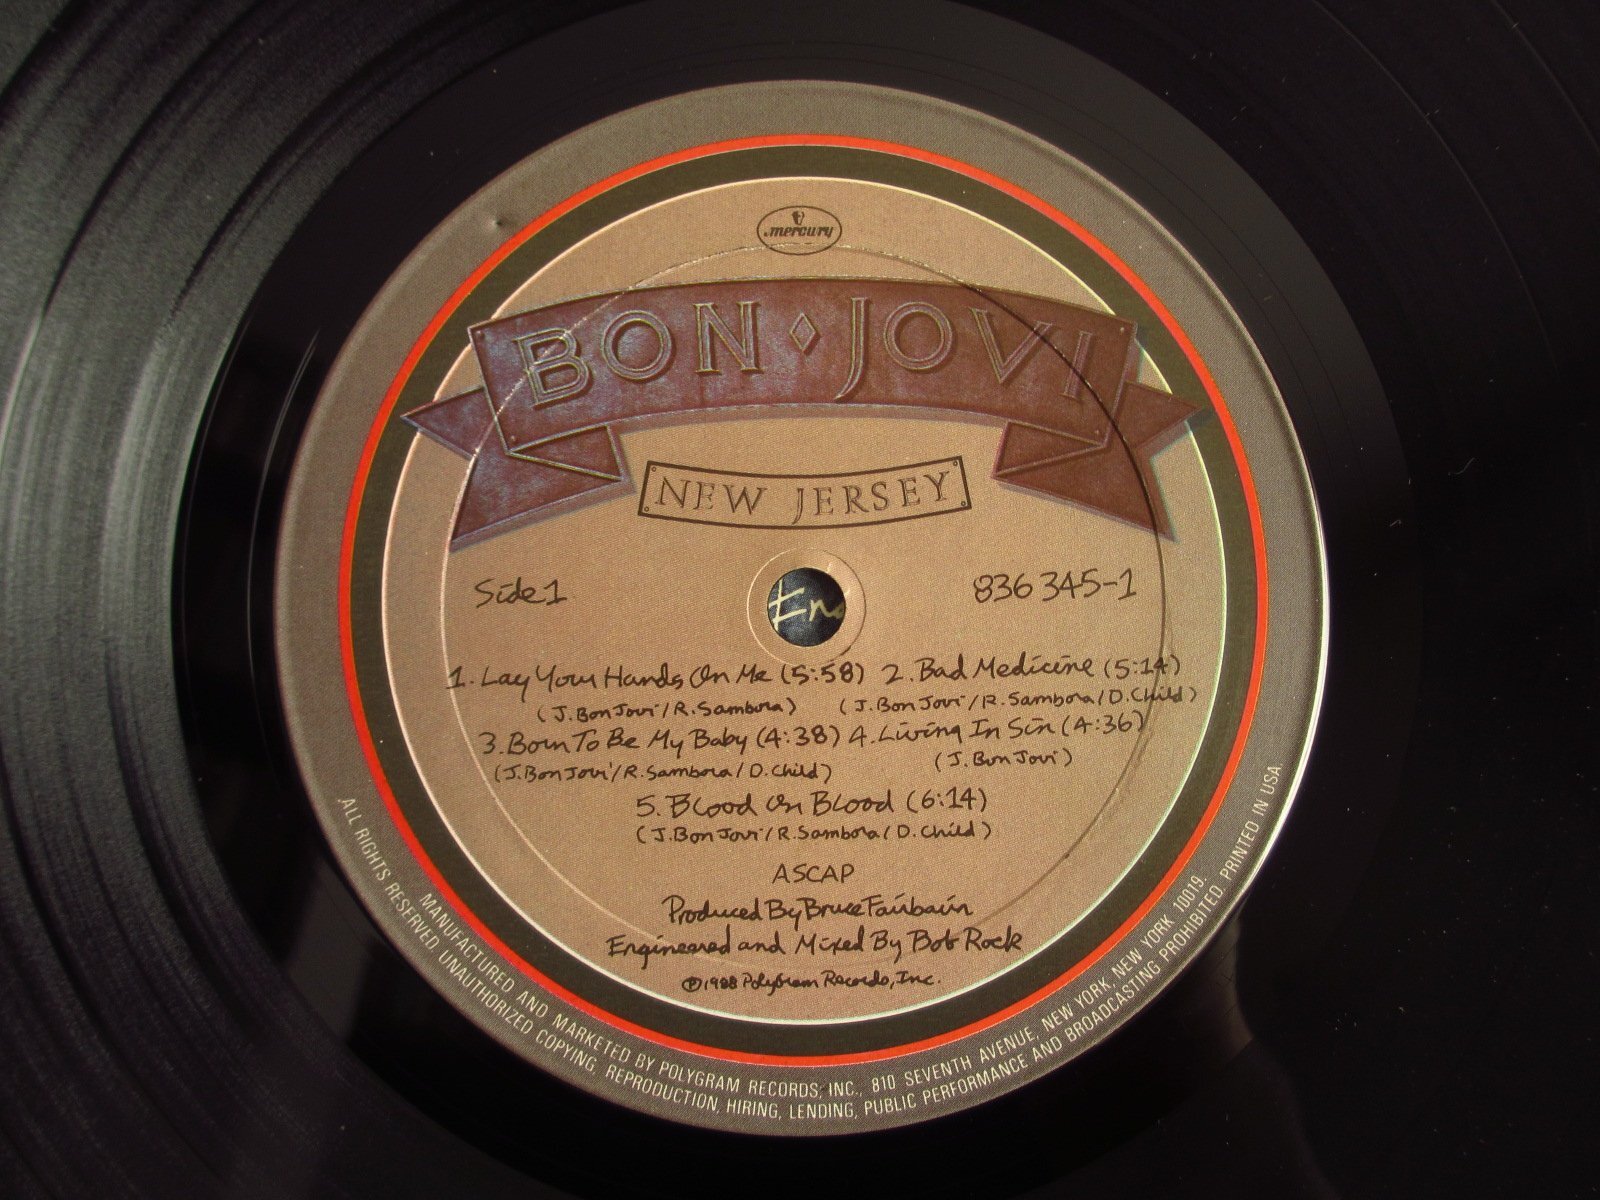 mercury
BON JOVI
NEW JERSEY
Side 1
836 345-1
1. Lay Your Hands On Me (5:58) 2. Bad Medicine (5:14)
(J. Bon Jovi / R. Sambora) (J. Bon Jovi / R. Sambora / D. Child)
3. Born To Be My Baby (4:38) 4. Living In Sin (4:36)
(J. Bon Jovi / R. Sambora / D. Child) (J. Bon Jovi)
5. Blood On Blood (6:14)
(J. Bon Jovi / R. Sambora / D. Child)
ASCAP
Produced By Bruce Fairbairn
Engineered and Mixed By Bob Rock
℗ 1988 PolyGram Records, Inc.
MANUFACTURED AND MARKETED BY POLYGRAM RECORDS, INC., 810 SEVENTH AVENUE, NEW YORK, NEW YORK 10019.
ALL RIGHTS RESERVED. UNAUTHORIZED COPYING, REPRODUCTION, HIRING, LENDING, PUBLIC PERFORMANCE AND BROADCASTING PROHIBITED. PRINTED IN USA